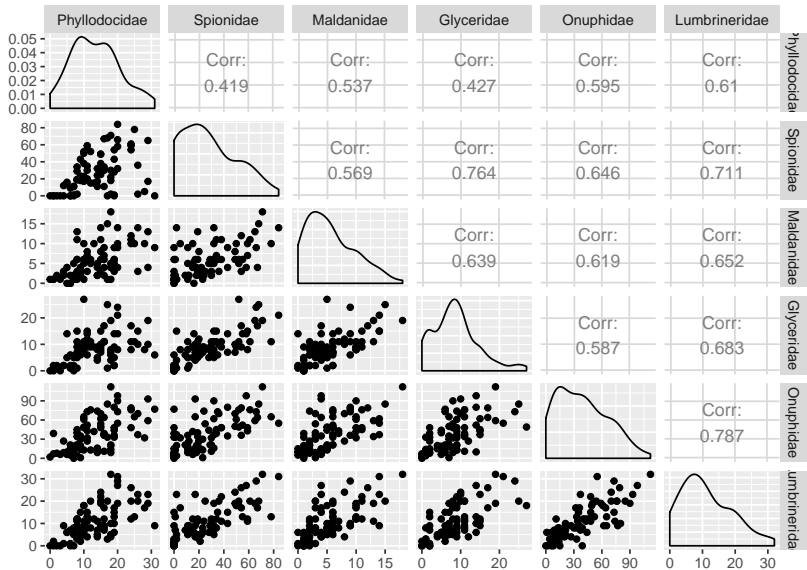 Phyllodocidae Spionidae Maldanidae Glyceridae Onuphidae Lumbrineridae
0.05
0.04
0.03
0.02
0.01
0.00
Corr:
0.419
Corr:
0.537
Corr:
0.427
Corr:
0.595
Corr:
0.61
hyllodocida
80
60
40
20
0
Corr:
0.569
Corr:
0.764
Corr:
0.646
Corr:
0.711
Spionidae
15
10
5
0
Corr:
0.639
Corr:
0.619
Corr:
0.652
Maldanidae
20
10
0
Corr:
0.587
Corr:
0.683
Glyceridae
90
60
30
0
Corr:
0.787
Onuphidae
30
20
10
0
umbrinerida
0 10 20 30 0 20 40 60 80 0 5 10 15 0 10 20 0 30 60 90 0 10 20 30